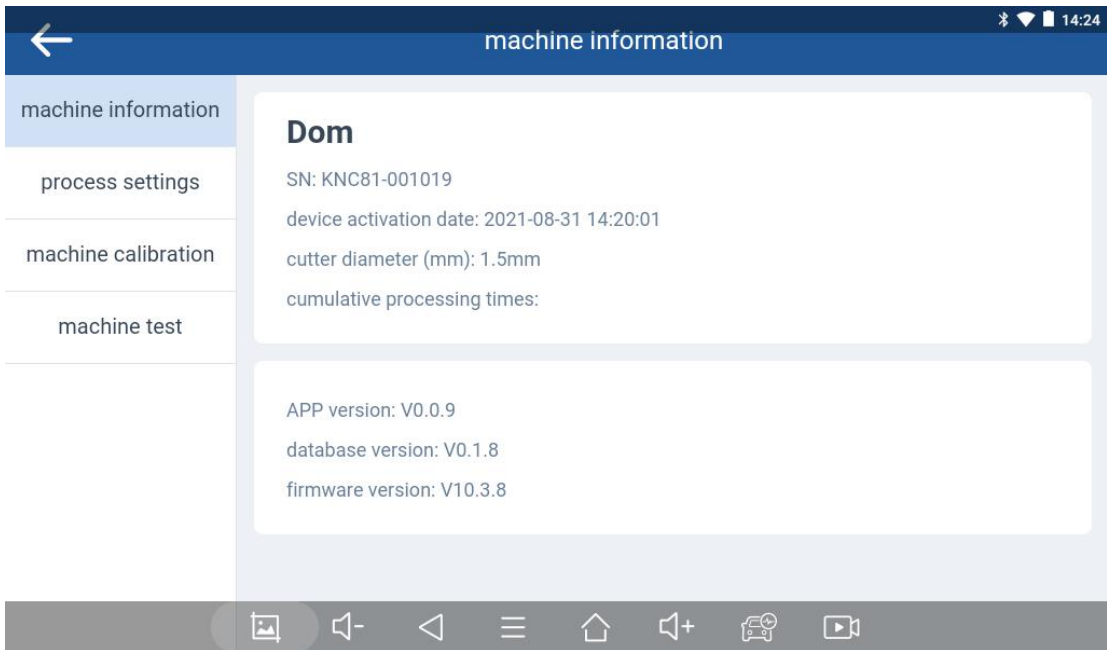 14:24
machine information
machine information
process settings
machine calibration
machine test
Dom
SN: KNC81-001019
device activation date: 2021-08-31 14:20:01
cutter diameter (mm): 1.5mm
cumulative processing times:
APP version: V0.0.9
database version: V0.1.8
firmware version: V10.3.8